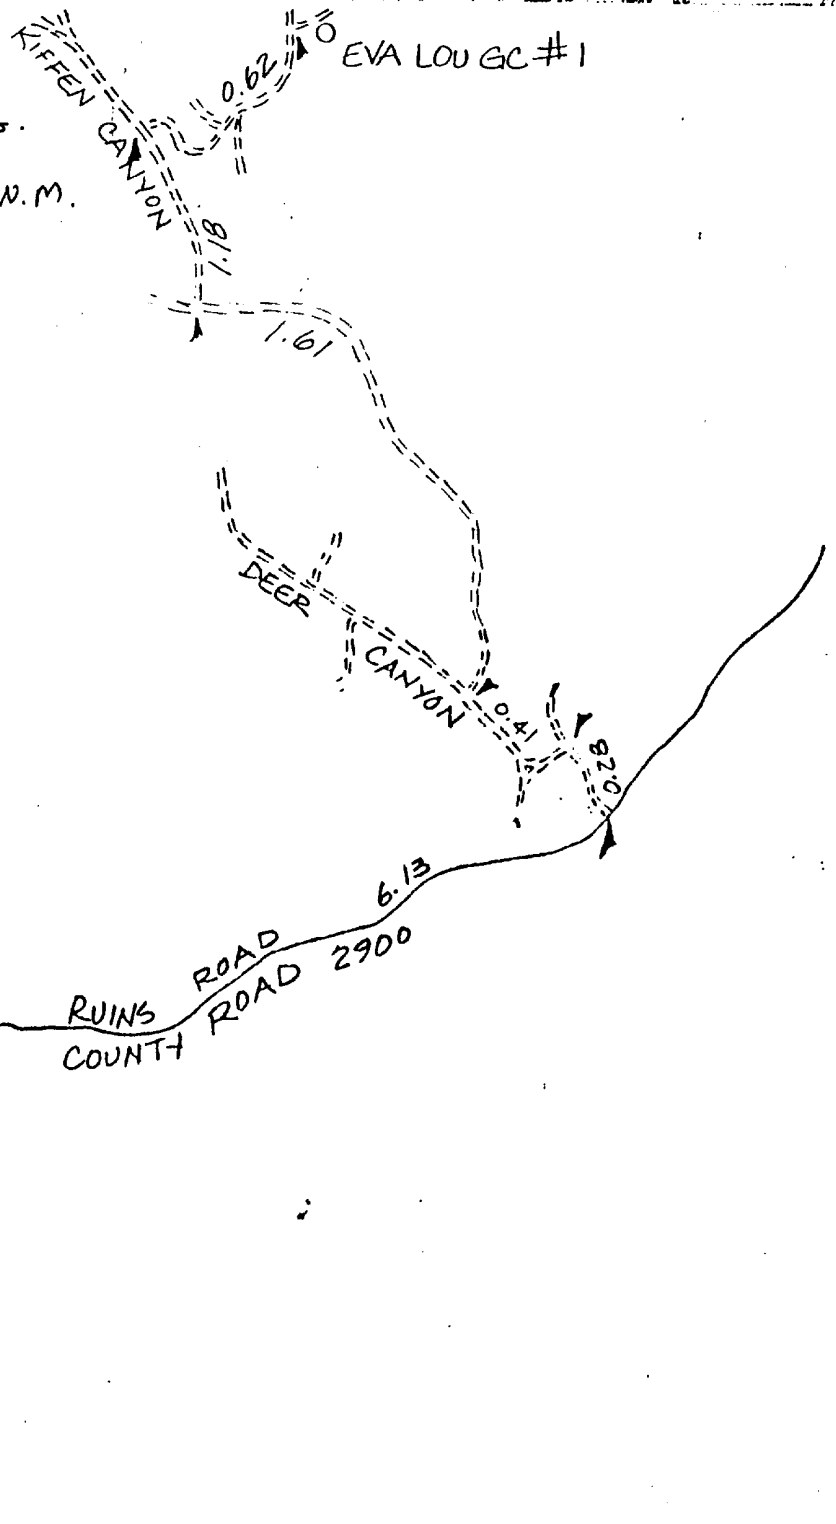 EVA LOU GC #1
0.62
KIFFEN CANYON
N.M.
1.18
1.61
DEER CANYON
0.41
0.28
6.13
RUINS ROAD
COUNTY ROAD 2900